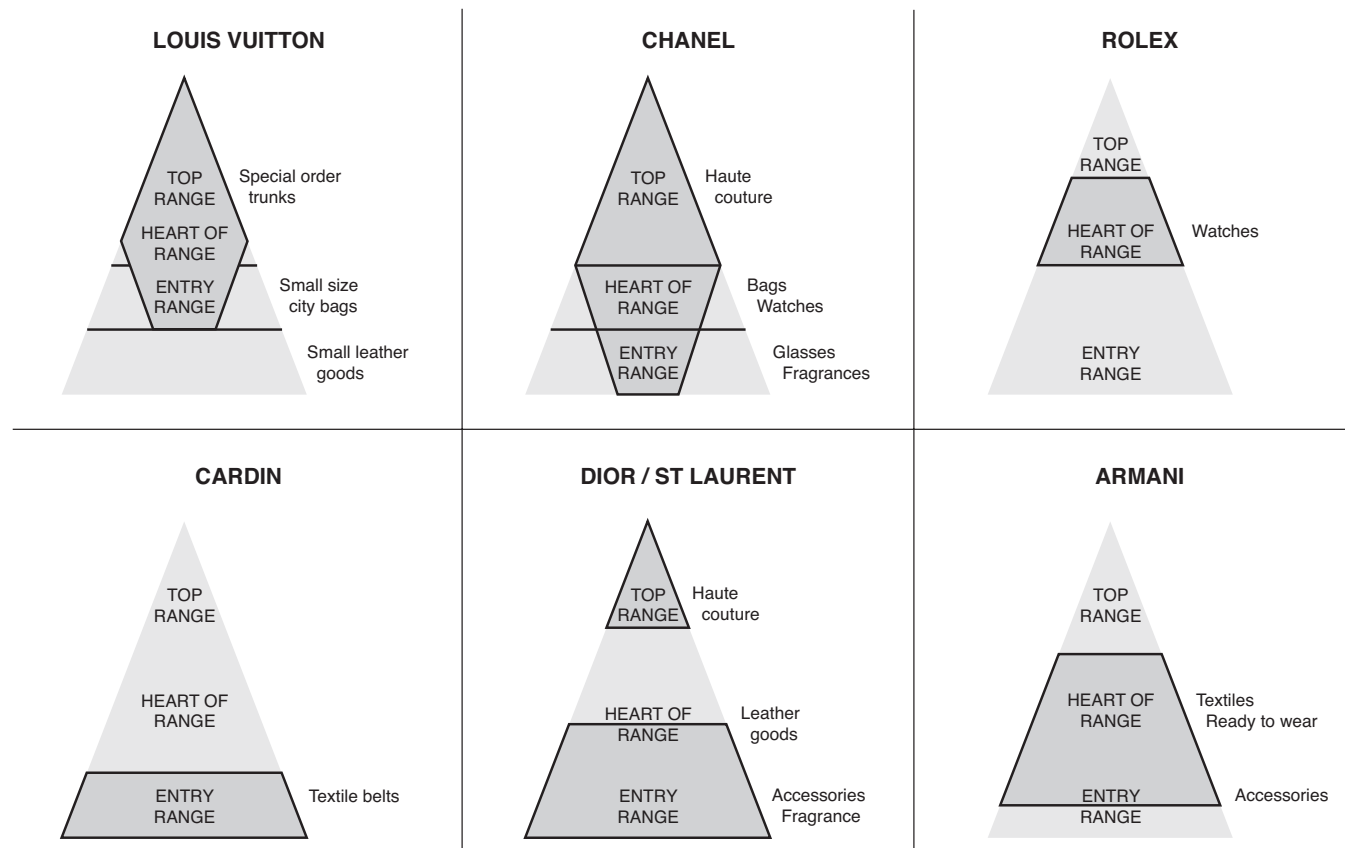 LOUIS VUITTON
TOP
RANGE
Special order
trunks
HEART OF
RANGE
ENTRY
RANGE
Small size
city bags
Small leather
goods
CHANEL
TOP
RANGE
Haute
couture
HEART OF
RANGE
Bags
Watches
ENTRY
RANGE
Glasses
Fragrances
ROLEX
TOP
RANGE
HEART OF
RANGE
Watches
ENTRY
RANGE
CARDIN
TOP
RANGE
HEART OF
RANGE
ENTRY
RANGE
Textile belts
DIOR / ST LAURENT
TOP
RANGE
Haute
couture
HEART OF
RANGE
Leather
goods
ENTRY
RANGE
Accessories
Fragrance
ARMANI
TOP
RANGE
HEART OF
RANGE
Textiles
Ready to wear
ENTRY
RANGE
Accessories